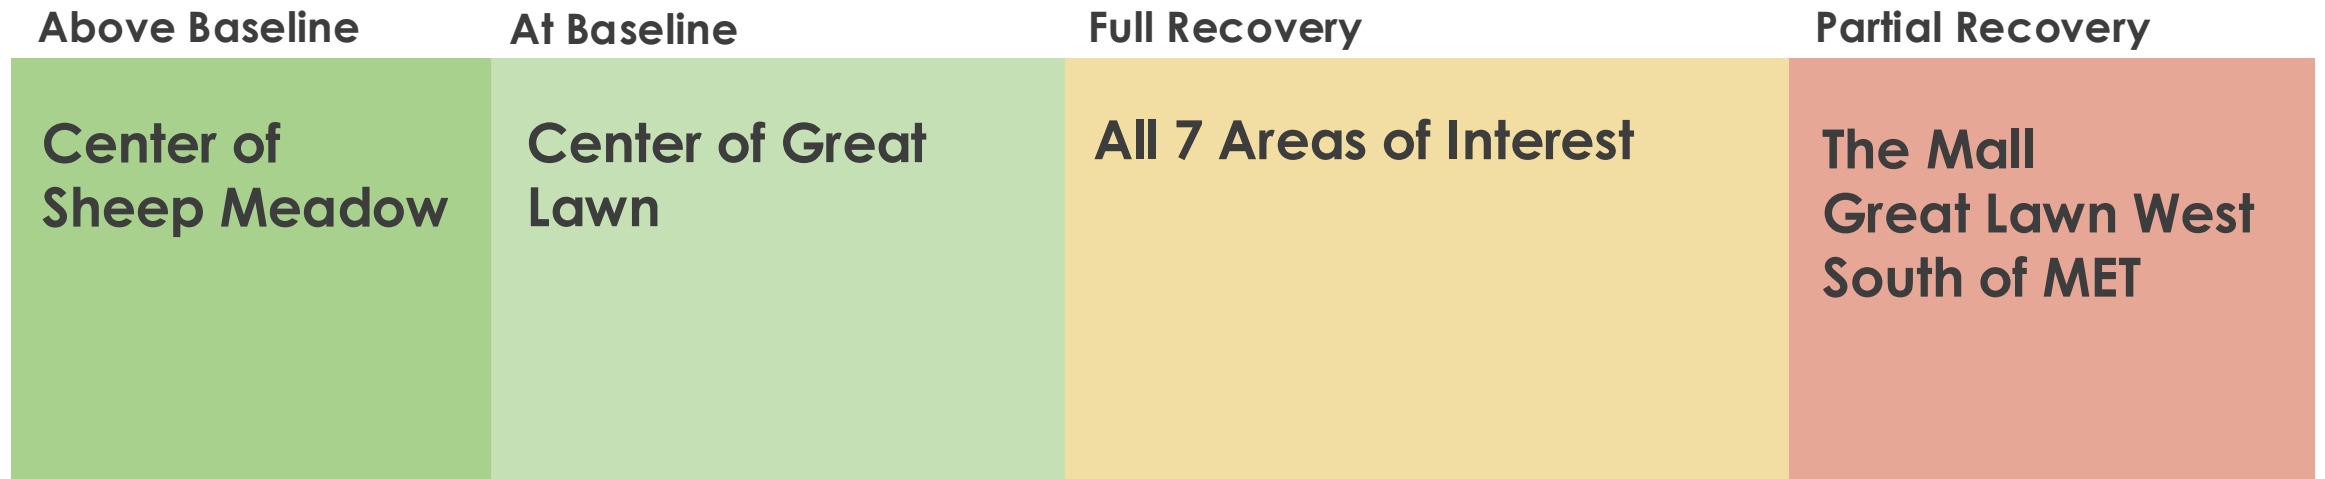 Above Baseline
At Baseline
Full Recovery
Partial Recovery
Center of
Sheep Meadow
Center of Great
Lawn
All 7 Areas of Interest
The Mall
Great Lawn West
South of MET